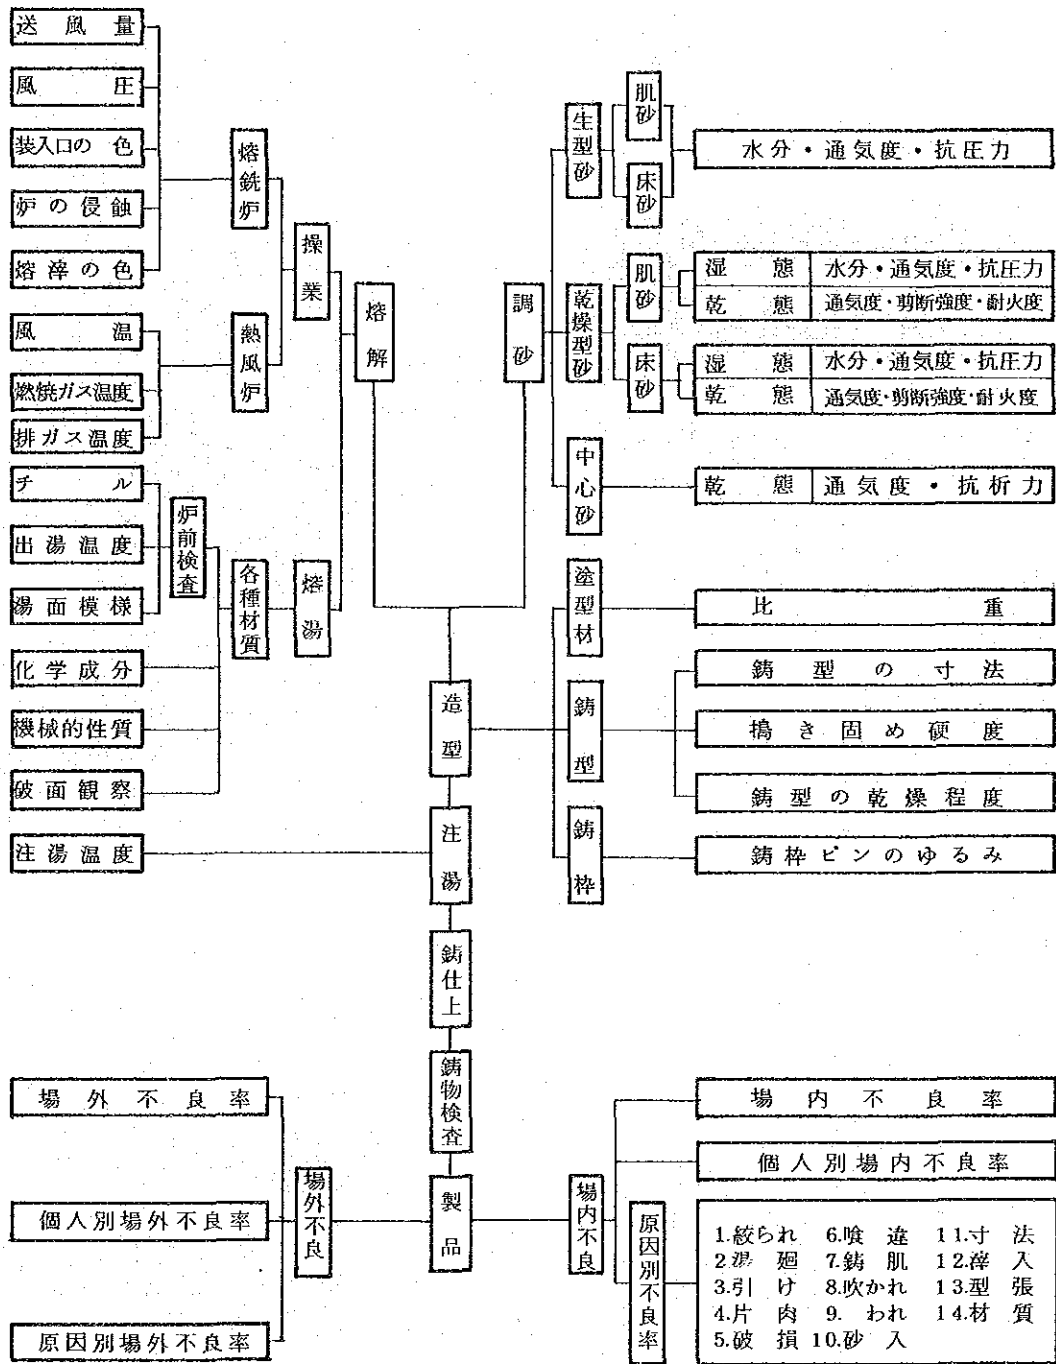 送風量
風圧
装入口の色
炉の侵蝕
熔滓の色
風温
燃焼ガス温度
排ガス温度
チル
出湯温度
湯面模様
化学成分
機械的性質
破面観察
注湯温度
熔銑炉
熱風炉
炉前検査
各種材質
操業
熔湯
熔解
調砂
生型砂
肌砂
床砂
水分・通気度・抗圧力
乾燥型砂
肌砂
湿態 水分・通気度・抗圧力
乾態 通気度・剪断強度・耐火度
床砂
湿態 水分・通気度・抗圧力
乾態 通気度・剪断強度・耐火度
中心砂
乾態 通気度・抗折力
造型
塗型材
比重
鋳型
鋳型の寸法
搗き固め硬度
鋳型の乾燥程度
鋳枠
鋳枠ピンのゆるみ
注湯
鋳仕上
鋳物検査
製品
場外不良
場外不良率
個人別場外不良率
原因別場外不良率
場内不良
場内不良率
個人別場内不良率
原因別不良率
1.絞られ 6.喰違 11.寸法
2湯廻 7.鋳肌 12.滓入
3.引け 8.吹かれ 13.型張
4.片肉 9.われ 14.材質
5.破損 10.砂入